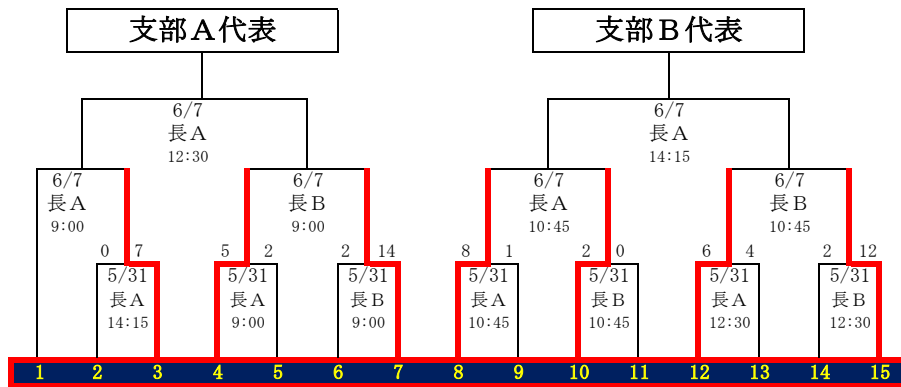 支部Ａ代表 支部Ｂ代表
6/7 6/7
長Ａ 長Ａ
12:30 14:15
6/7 6/7 6/7 6/7
長Ａ 長Ｂ 長Ａ 長Ｂ
9:00 9:00 10:45 10:45
0 7 5 2 2 14 8 1 2 0 6 4 2 12
5/31 5/31 5/31 5/31 5/31 5/31 5/31
長Ａ 長Ａ 長Ｂ 長Ａ 長Ｂ 長Ａ 長Ｂ
14:15 9:00 9:00 10:45 10:45 12:30 12:30
1 2 3 4 5 6 7 8 9 10 11 12 13 14 15